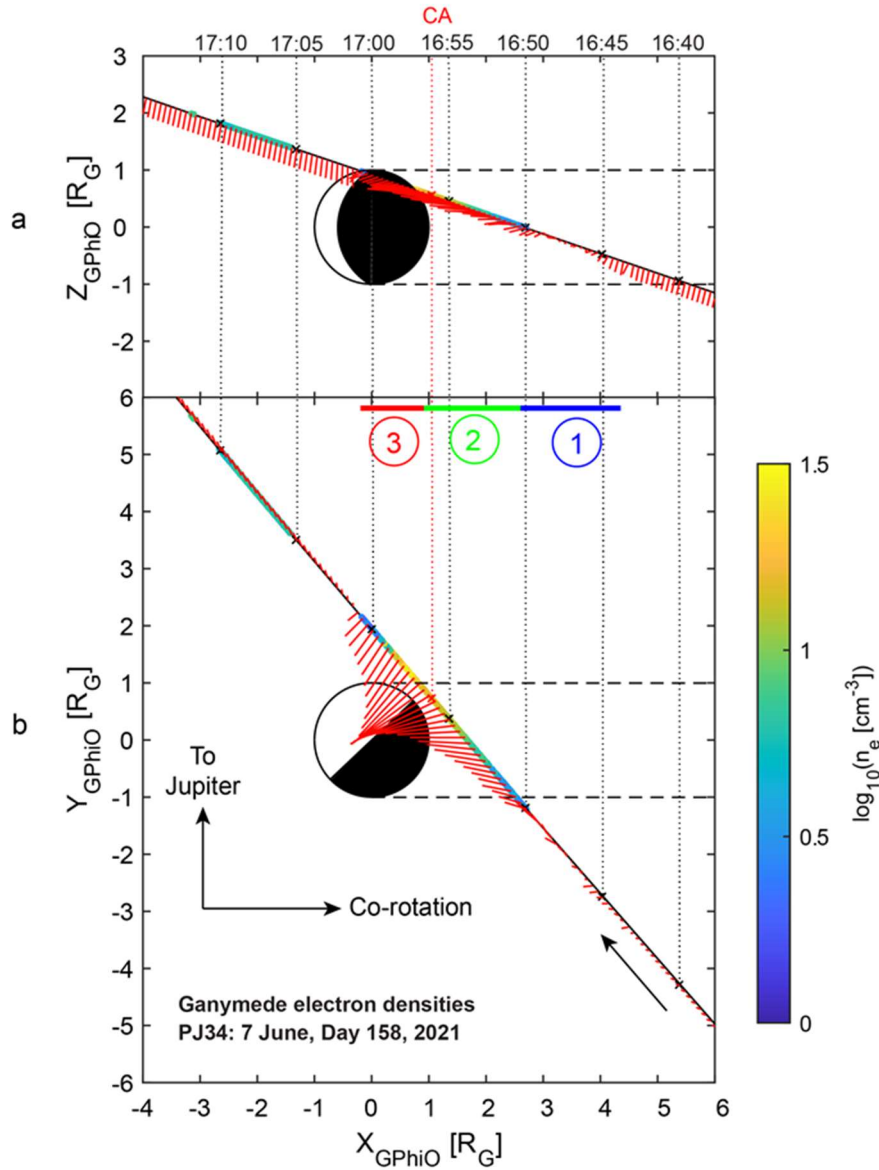 CA
17:10 17:05 17:00 16:55 16:50 16:45 16:40
a
Z_GPhiO [R_G]
3
2
1
0
-1
-2
6
b
Y_GPhiO [R_G]
5
4
3
2
1
0
-1
-2
-3
-4
-5
-6
3 2 1
To
Jupiter
Co-rotation
Ganymede electron densities
PJ34: 7 June, Day 158, 2021
-4 -3 -2 -1 0 1 2 3 4 5 6
X_GPhiO [R_G]
1.5
1
0.5
0
log₁₀(n_e [cm⁻³])